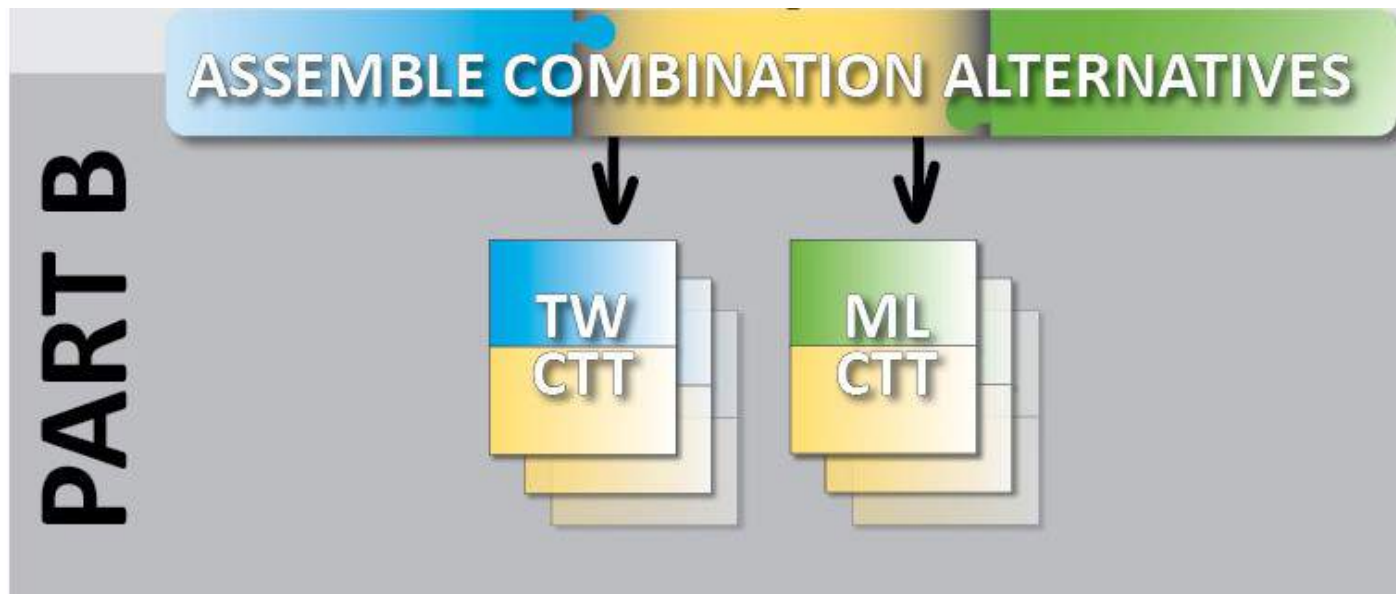 ASSEMBLE COMBINATION ALTERNATIVES
PART B
TW
CTT
ML
CTT